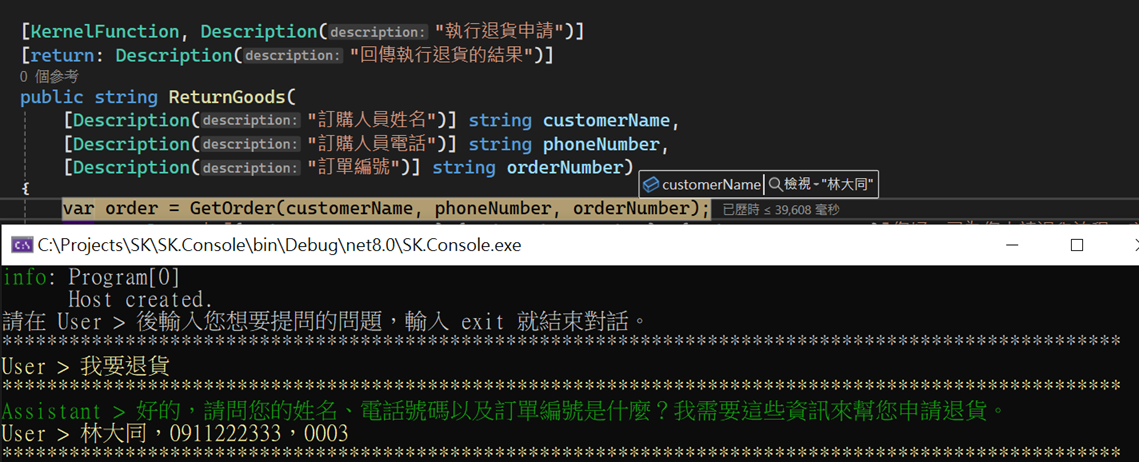 [KernelFunction, Description(description: "執行退貨申請")]
[return: Description(description: "回傳執行退貨的結果")]
0 個參考
public string ReturnGoods(
[Description(description: "訂購人員姓名")] string customerName,
[Description(description: "訂購人員電話")] string phoneNumber,
[Description(description: "訂單編號")] string orderNumber)
{
customerName 檢視 "林大同"
var order = GetOrder(customerName, phoneNumber, orderNumber); 已歷時 ≤ 39,608 毫秒
C:\Projects\SK\SK.Console\bin\Debug\net8.0\SK.Console.exe
info: Program[0]
Host created.
請在 User > 後輸入您想要提問的問題，輸入 exit 就結束對話。
****************************************************************************************************
User > 我要退貨
****************************************************************************************************
Assistant > 好的，請問您的姓名、電話號碼以及訂單編號是什麼？我需要這些資訊來幫您申請退貨。
User > 林大同，0911222333，0003
****************************************************************************************************